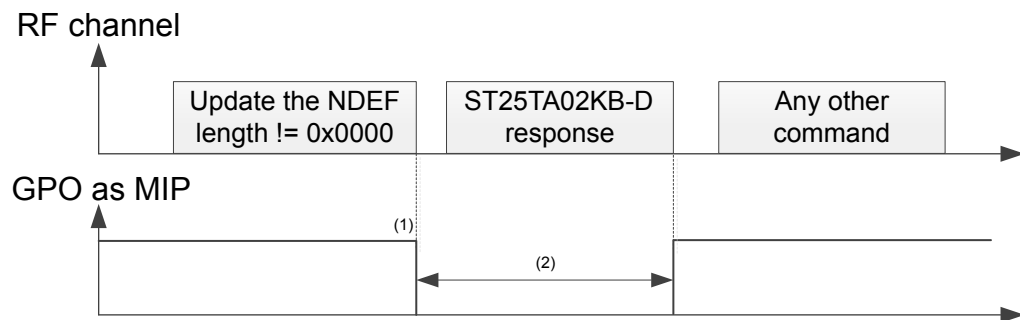 RF channel
Update the NDEF
length != 0x0000
ST25TA02KB-D
response
Any other
command
GPO as MIP
(1)
(2)